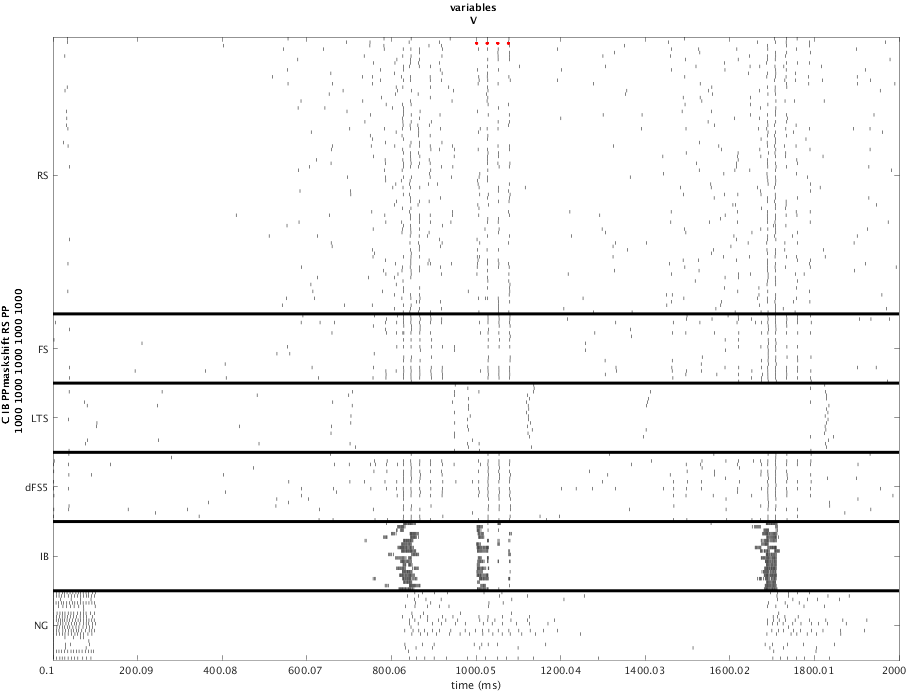 variables
V
C IB PPmaskshift RS PP
1000 1000 1000 1000 1000
RS
FS
LTS
dFS5
IB
NG
0.1 200.09 400.08 600.07 800.06 1000.05 1200.04 1400.03 1600.02 1800.01 2000
time (ms)